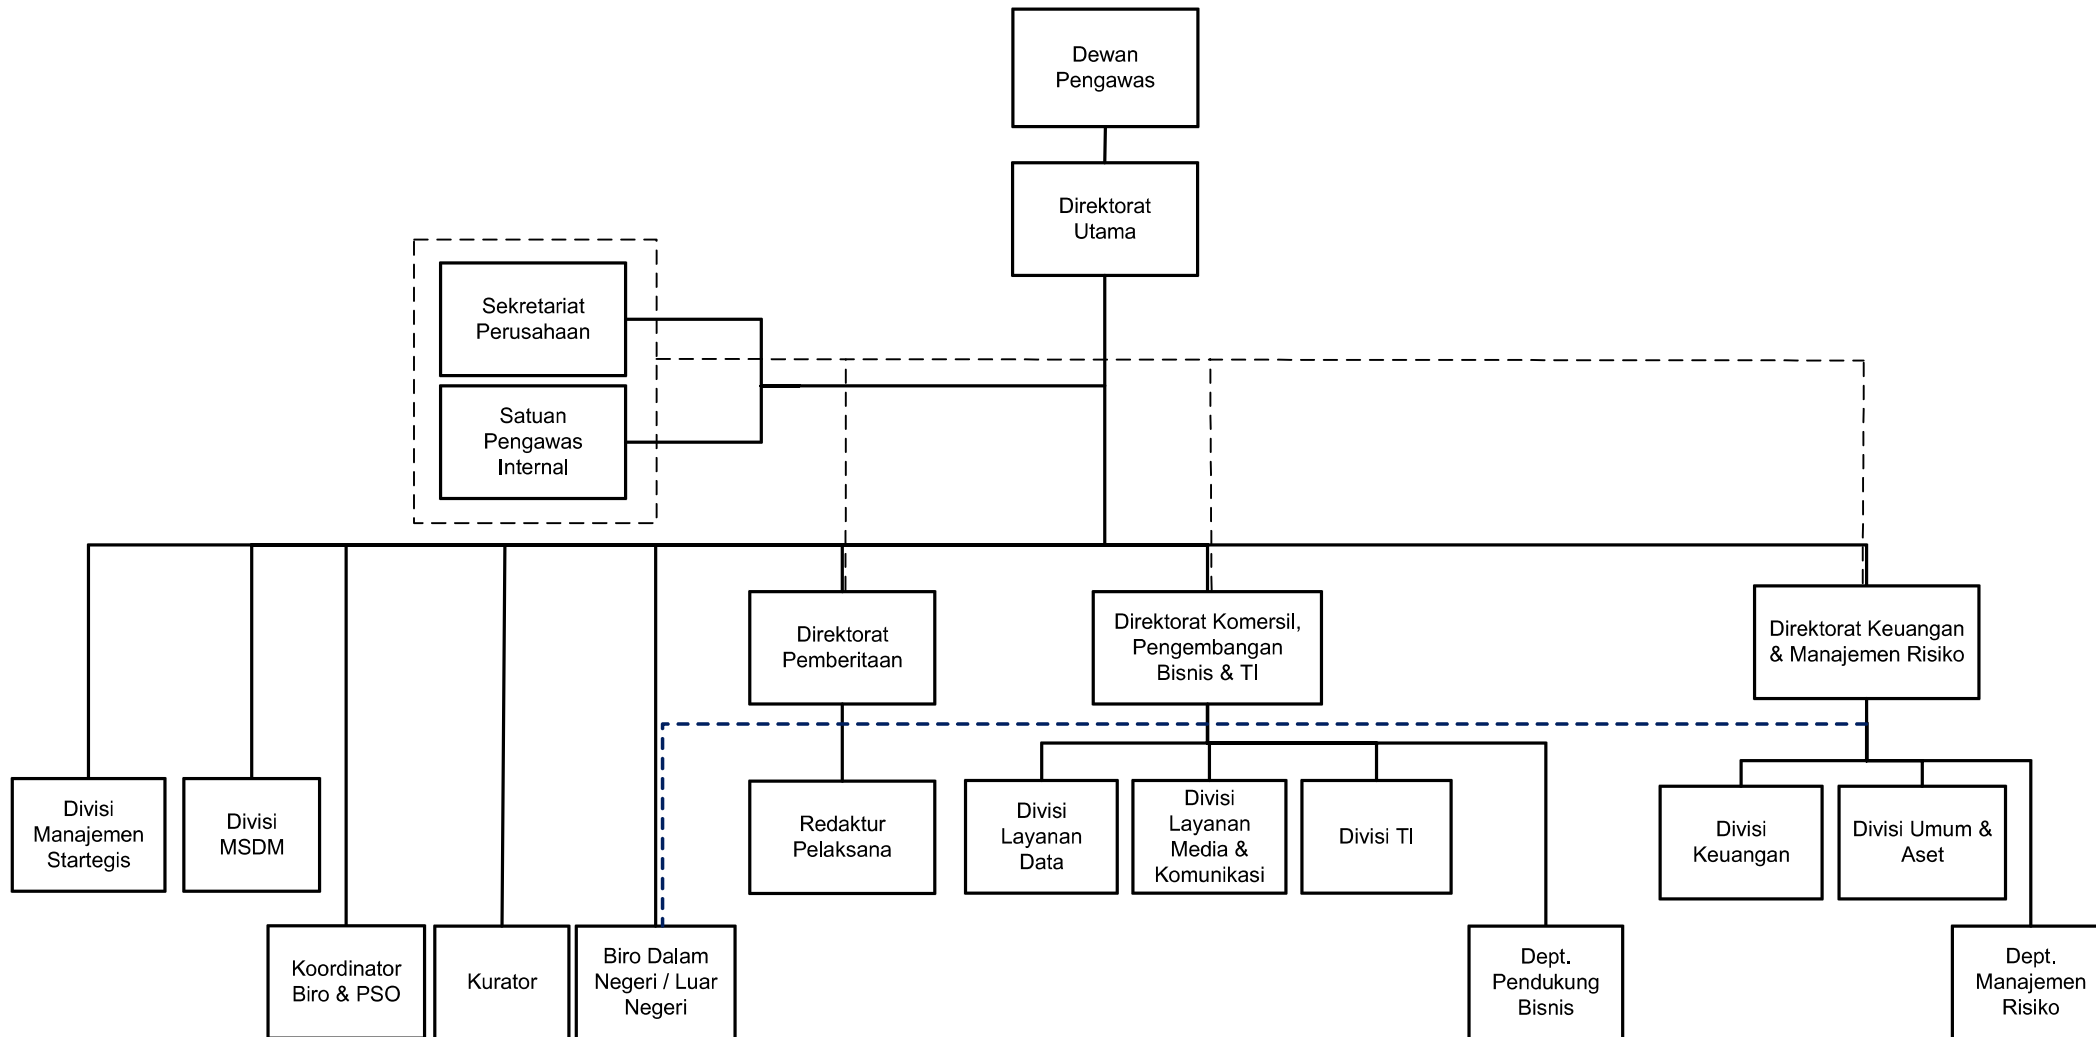 Dewan
Pengawas
Direktorat
Utama
Sekretariat
Perusahaan
Satuan
Pengawas
Internal
Direktorat
Pemberitaan
Direktorat Komersil,
Pengembangan
Bisnis & TI
Direktorat Keuangan
& Manajemen Risiko
Divisi
Manajemen
Startegis
Divisi
MSDM
Redaktur
Pelaksana
Divisi
Layanan
Data
Divisi
Layanan
Media &
Komunikasi
Divisi TI
Divisi
Keuangan
Divisi Umum &
Aset
Koordinator
Biro & PSO
Kurator
Biro Dalam
Negeri / Luar
Negeri
Dept.
Pendukung
Bisnis
Dept.
Manajemen
Risiko